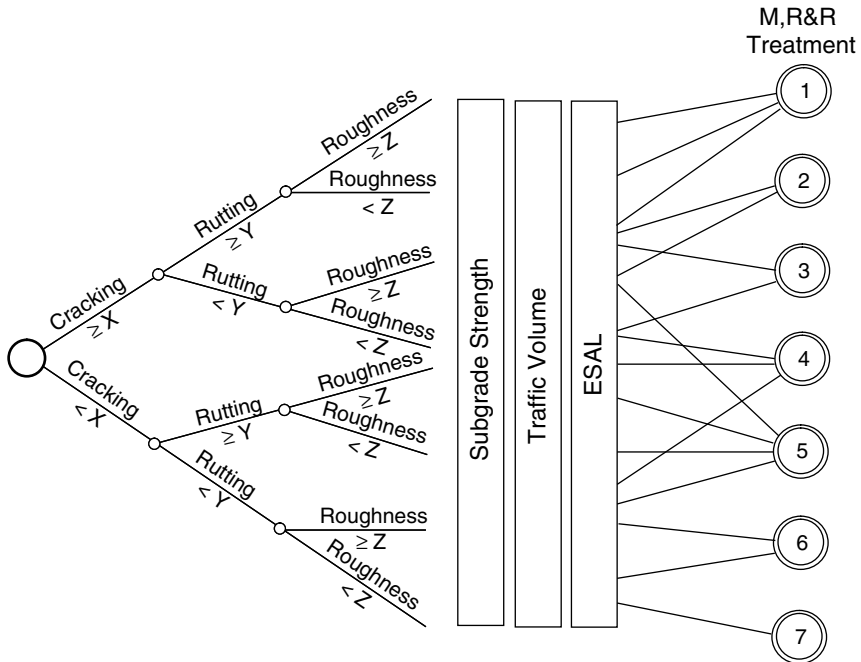 M,R&R
Treatment
Roughness
≥ Z
Roughness
< Z
Rutting
≥ Y
Rutting
< Y
Roughness
≥ Z
Roughness
< Z
Cracking
≥ X
Cracking
< X
Rutting
≥ Y
Roughness
≥ Z
Roughness
< Z
Rutting
< Y
Roughness
≥ Z
Roughness
< Z
Subgrade Strength
Traffic Volume
ESAL
1
2
3
4
5
6
7